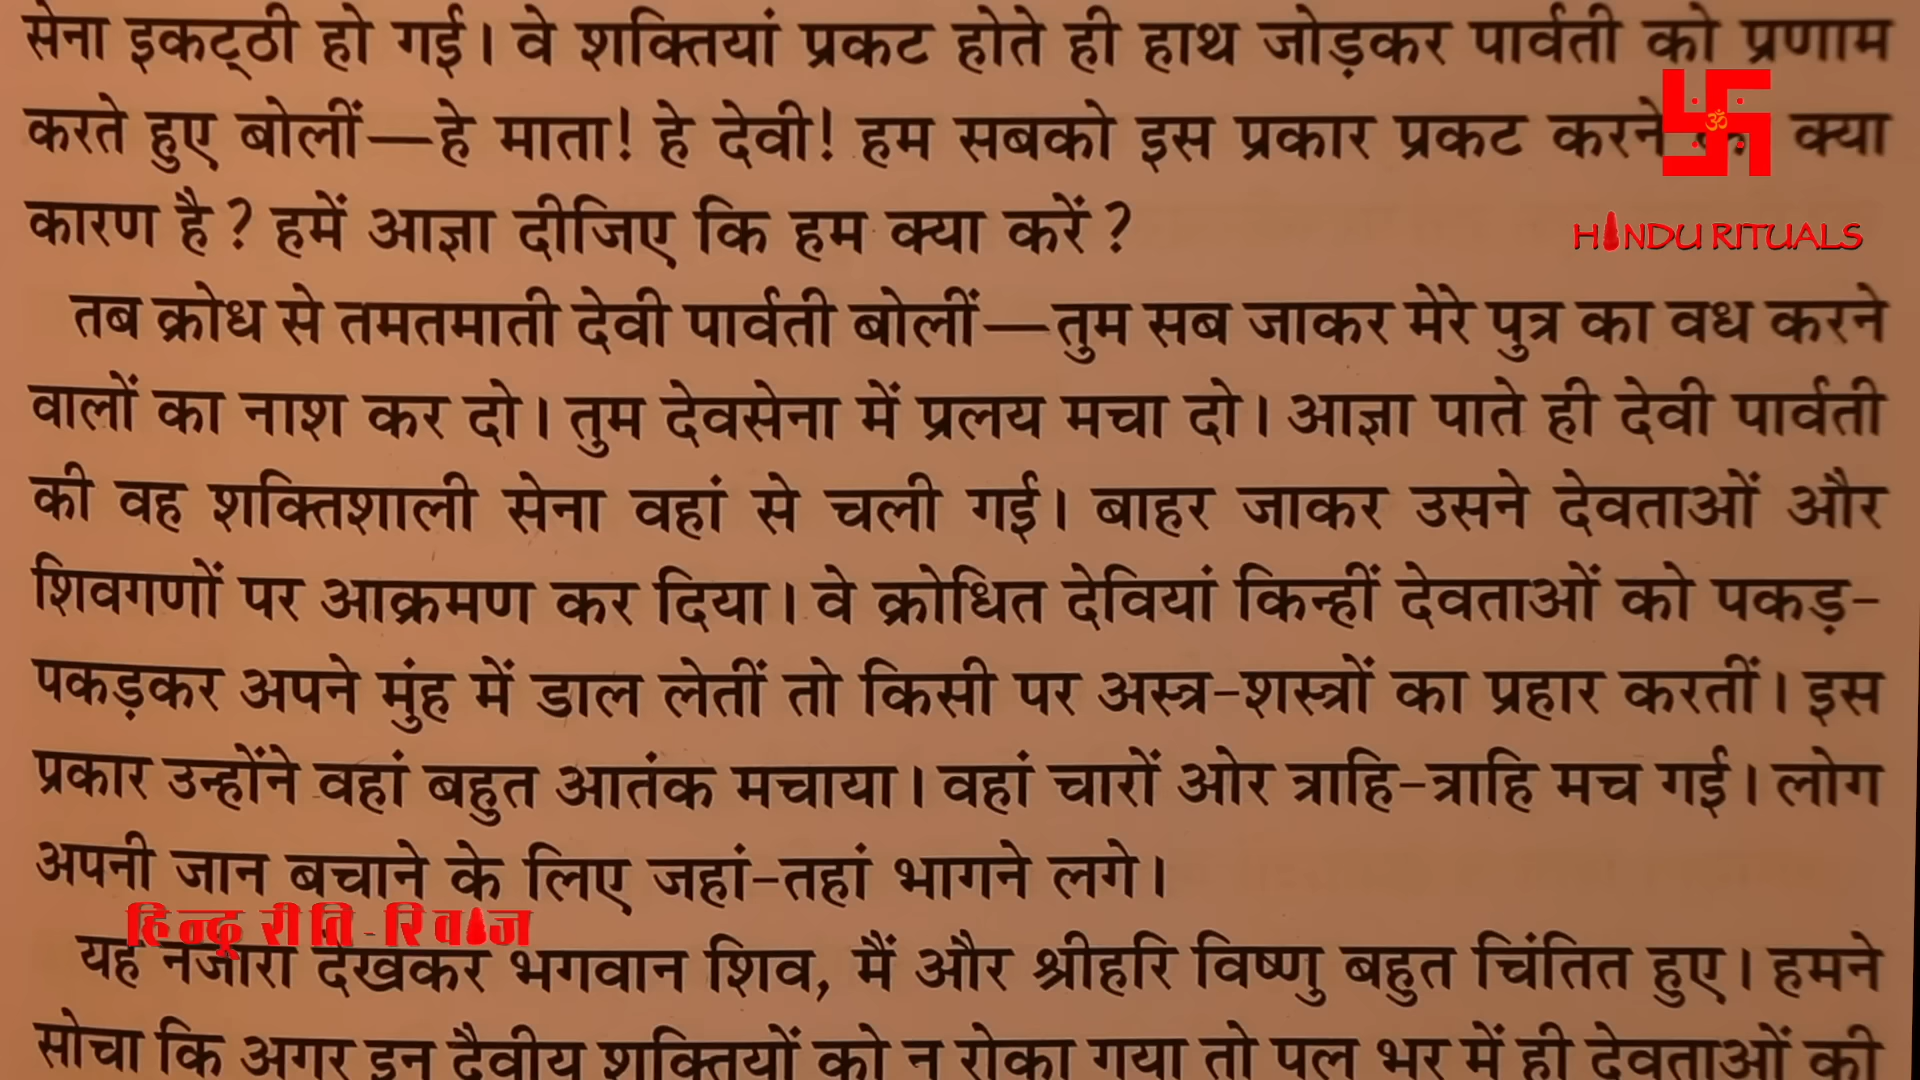 सेना इकट्ठी हो गई। वे शक्तियां प्रकट होते ही हाथ जोड़कर पार्वती को प्रणाम
करते हुए बोलीं—हे माता! हे देवी! हम सबको इस प्रकार प्रकट करने क्या
ॐ
कारण है? हमें आज्ञा दीजिए कि हम क्या करें?
HINDU RITUALS
तब क्रोध से तमतमाती देवी पार्वती बोलीं—तुम सब जाकर मेरे पुत्र का वध करने
वालों का नाश कर दो। तुम देवसेना में प्रलय मचा दो। आज्ञा पाते ही देवी पार्वती
की वह शक्तिशाली सेना वहां से चली गई। बाहर जाकर उसने देवताओं और
शिवगणों पर आक्रमण कर दिया। वे क्रोधित देवियां किन्हीं देवताओं को पकड़-
पकड़कर अपने मुंह में डाल लेतीं तो किसी पर अस्त्र-शस्त्रों का प्रहार करतीं। इस
प्रकार उन्होंने वहां बहुत आतंक मचाया। वहां चारों ओर त्राहि-त्राहि मच गई। लोग
अपनी जान बचाने के लिए जहां-तहां भागने लगे।
हिन्दू रीति-रिवाज
यह नजारा देखकर भगवान शिव, मैं और श्रीहरि विष्णु बहुत चिंतित हुए। हमने
सोचा कि अगर इन दैवीय शक्तियों को न रोका गया तो पल भर में ही देवताओं की